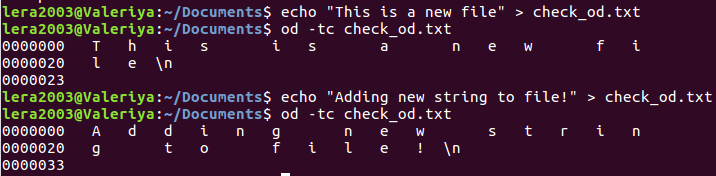 lera2003@Valeriya:~/Documents$ echo "This is a new file" > check_od.txt
lera2003@Valeriya:~/Documents$ od -tc check_od.txt
0000000   T   h   i   s       i   s       a       n   e   w       f   i
0000020   l   e  \n
0000023
lera2003@Valeriya:~/Documents$ echo "Adding new string to file!" > check_od.txt
lera2003@Valeriya:~/Documents$ od -tc check_od.txt
0000000   A   d   d   i   n   g       n   e   w       s   t   r   i   n
0000020   g       t   o       f   i   l   e   !  \n
0000033